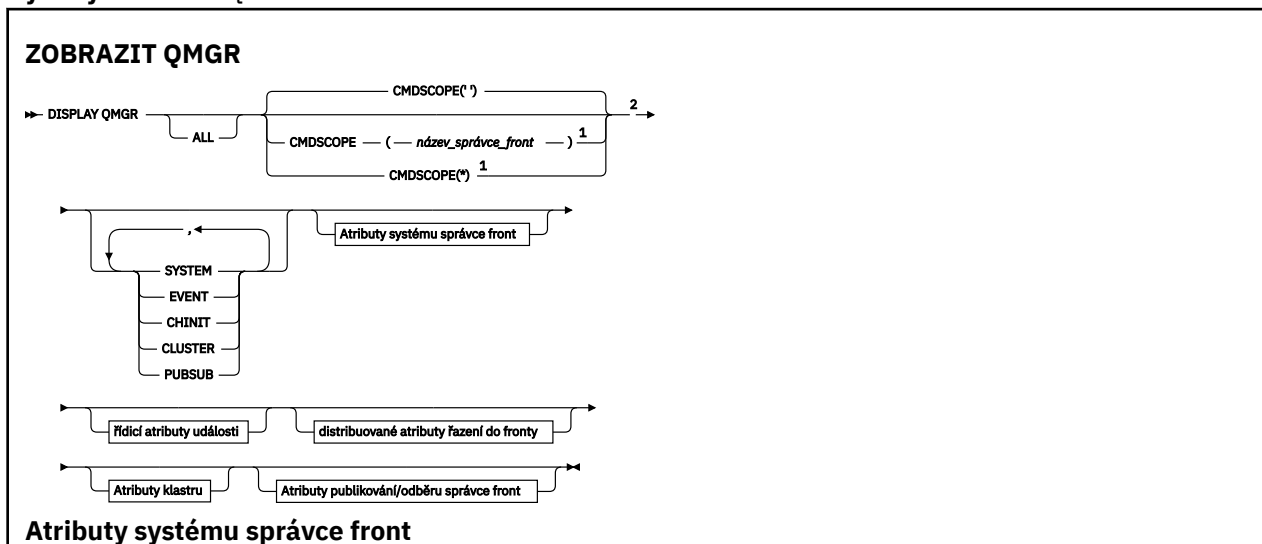 ZOBRAZIT QMGR
CMDSCOPE(' ')
DISPLAY QMGR
2
ALL
CMDSCOPE ( název_správce_front ) 1
CMDSCOPE(*) 1
,
Atributy systému správce front
SYSTEM
EVENT
CHINIT
CLUSTER
PUBSUB
řídicí atributy události distribuované atributy řazení do fronty
Atributy klastru Atributy publikování/odběru správce front
Atributy systému správce front